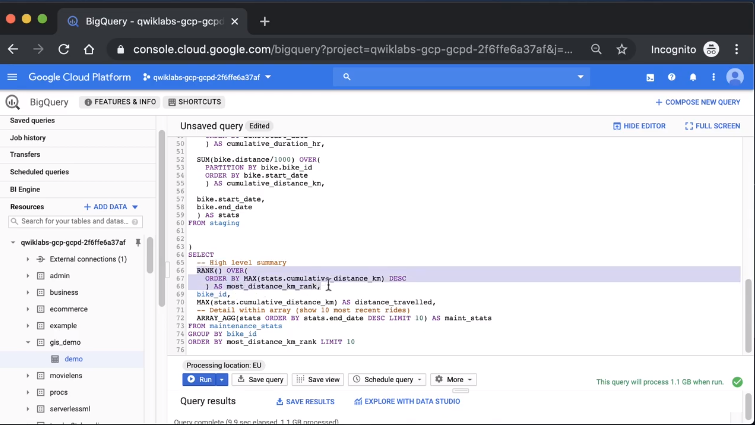 BigQuery - qwiklabs-gcp-gcpd
console.cloud.google.com/bigquery?project=qwiklabs-gcp-gcpd-2f6ffe6a37af&j=...
Incognito
Google Cloud Platform
qwiklabs-gcp-gcpd-2f6ffe6a37af
BigQuery
FEATURES & INFO
SHORTCUTS
+ COMPOSE NEW QUERY
Saved queries
Job history
Transfers
Scheduled queries
BI Engine
Resources
+ ADD DATA
Search for your tables and datas...
qwiklabs-gcp-gcpd-2f6ffe6a37af
External connections (1)
admin
business
ecommerce
example
gis_demo
demo
movielens
procs
serverlessml
Unsaved query
Edited
HIDE EDITOR
FULL SCREEN
50 ) AS cumulative_duration_hr,
51
52 SUM(bike.distance/1000) OVER(
53 PARTITION BY bike.bike_id
54 ORDER BY bike.start_date
55 ) AS cumulative_distance_km,
56
57 bike.start_date,
58 bike.end_date
59 ) AS stats
60 FROM staging
61
62
63 )
64 SELECT
65 -- High level summary
66 RANK() OVER(
67 ORDER BY MAX(stats.cumulative_distance_km) DESC
68 ) AS most_distance_km_rank,
69 bike_id,
70 MAX(stats.cumulative_distance_km) AS distance_travelled,
71 -- Detail within array (show 10 most recent rides)
72 ARRAY_AGG(stats ORDER BY stats.end_date DESC LIMIT 10) AS maint_stats
73 FROM maintenance_stats
74 GROUP BY bike_id
75 ORDER BY most_distance_km_rank LIMIT 10
76
Processing location: EU
Run
Save query
Save view
Schedule query
More
This query will process 1.1 GB when run.
Query results
SAVE RESULTS
EXPLORE WITH DATA STUDIO
Query complete (9.9 sec elapsed, 1.1 GB processed)